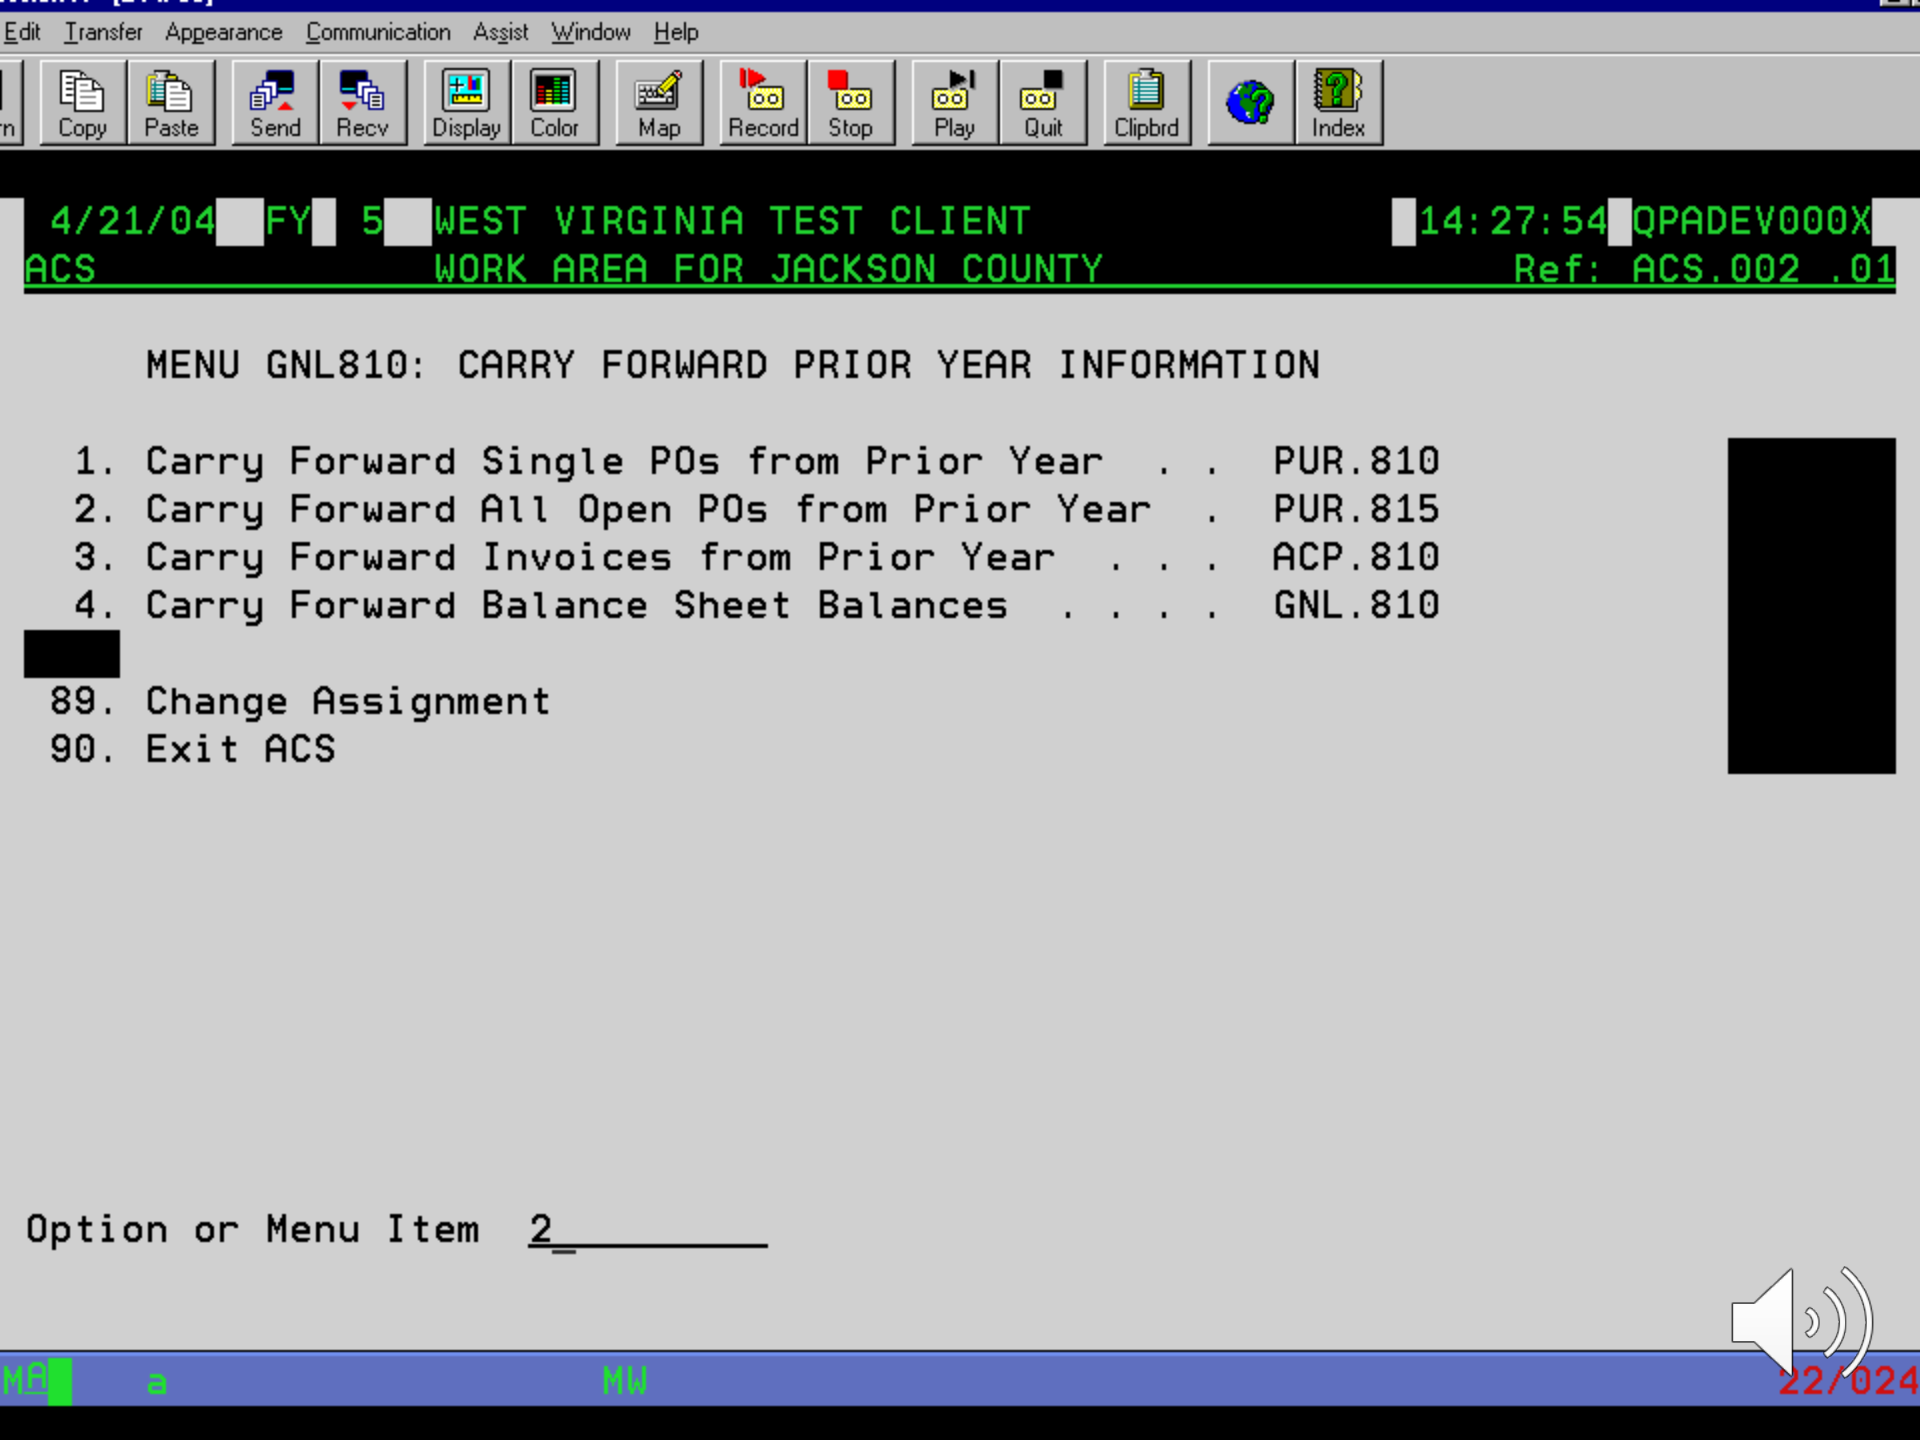 Edit Transfer Appearance Communication Assist Window Help
Copy Paste Send Recv Display Color Map Record Stop Play Quit Clipbrd Index
4/21/04 FY 5 WEST VIRGINIA TEST CLIENT 14:27:54 QPADEV000X
ACS WORK AREA FOR JACKSON COUNTY Ref: ACS.002 .01
MENU GNL810: CARRY FORWARD PRIOR YEAR INFORMATION
1. Carry Forward Single POs from Prior Year . . PUR.810
2. Carry Forward All Open POs from Prior Year . PUR.815
3. Carry Forward Invoices from Prior Year . . . ACP.810
4. Carry Forward Balance Sheet Balances . . . . GNL.810
89. Change Assignment
90. Exit ACS
Option or Menu Item 2
MA a MW 22/024